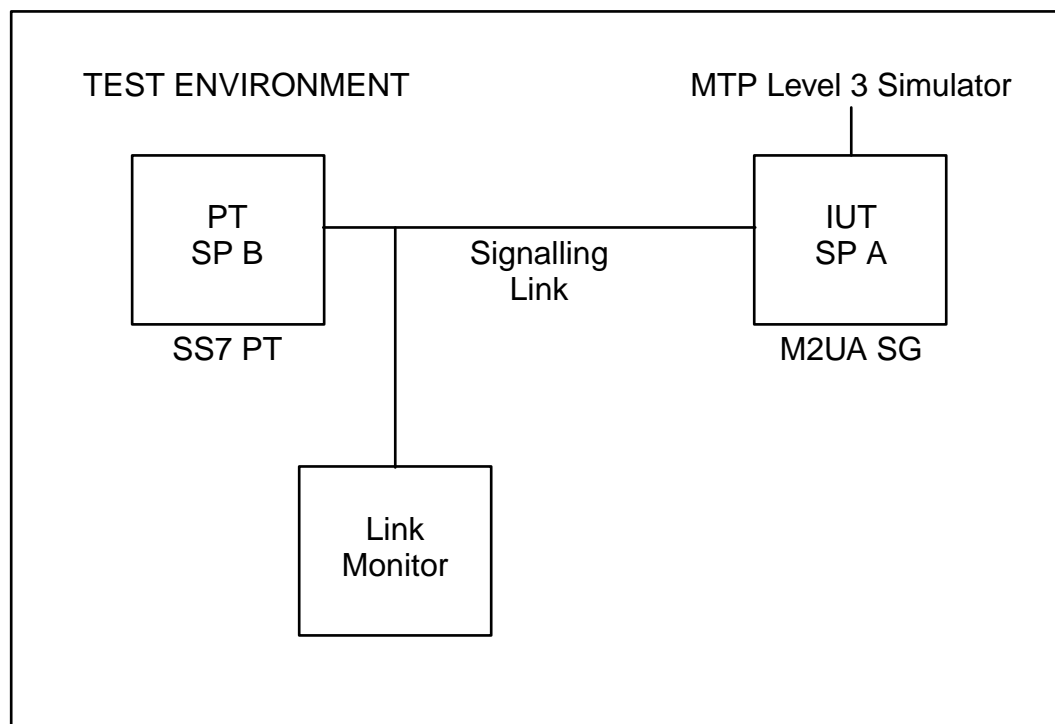 TEST ENVIRONMENT
MTP Level 3 Simulator
PT
SP B
Signalling
Link
IUT
SP A
SS7 PT
M2UA SG
Link
Monitor